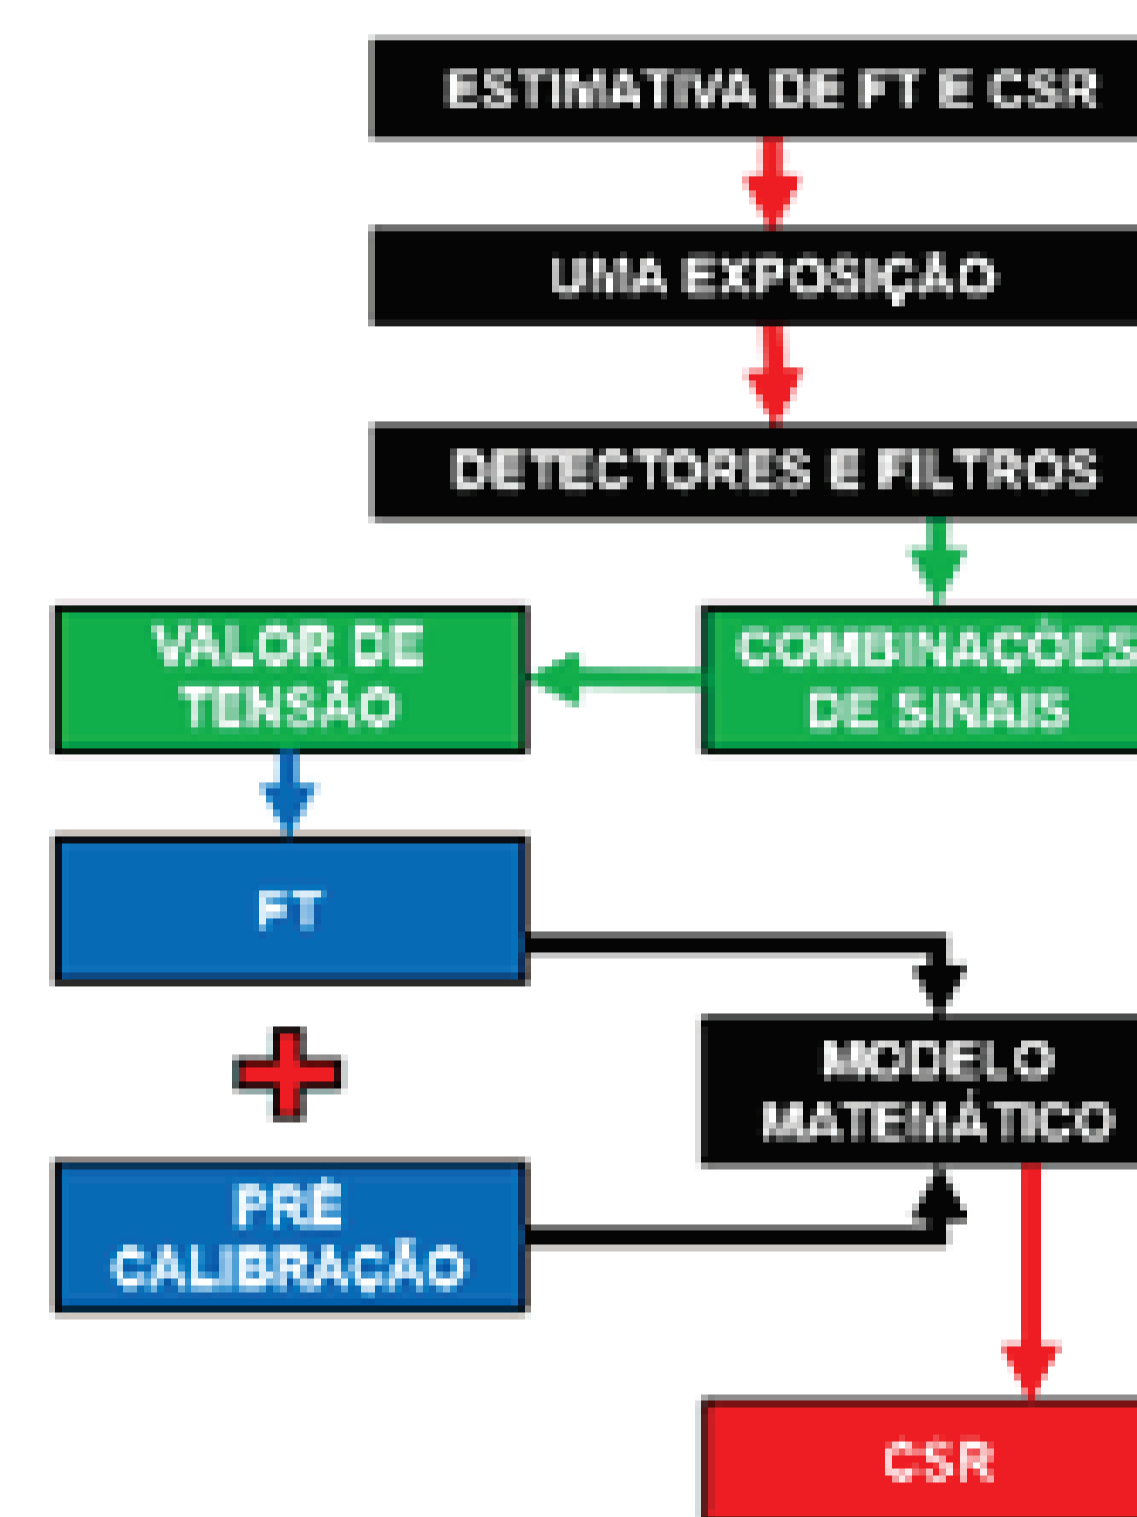 ESTIMATIVA DE FT E CSR
UMA EXPOSIÇÃO
DETECTORES E FILTROS
VALOR DE
TENSÃO
COMBINAÇÕES
DE SINAIS
FT
MODELO
MATEMÁTICO
PRÉ
CALIBRAÇÃO
CSR